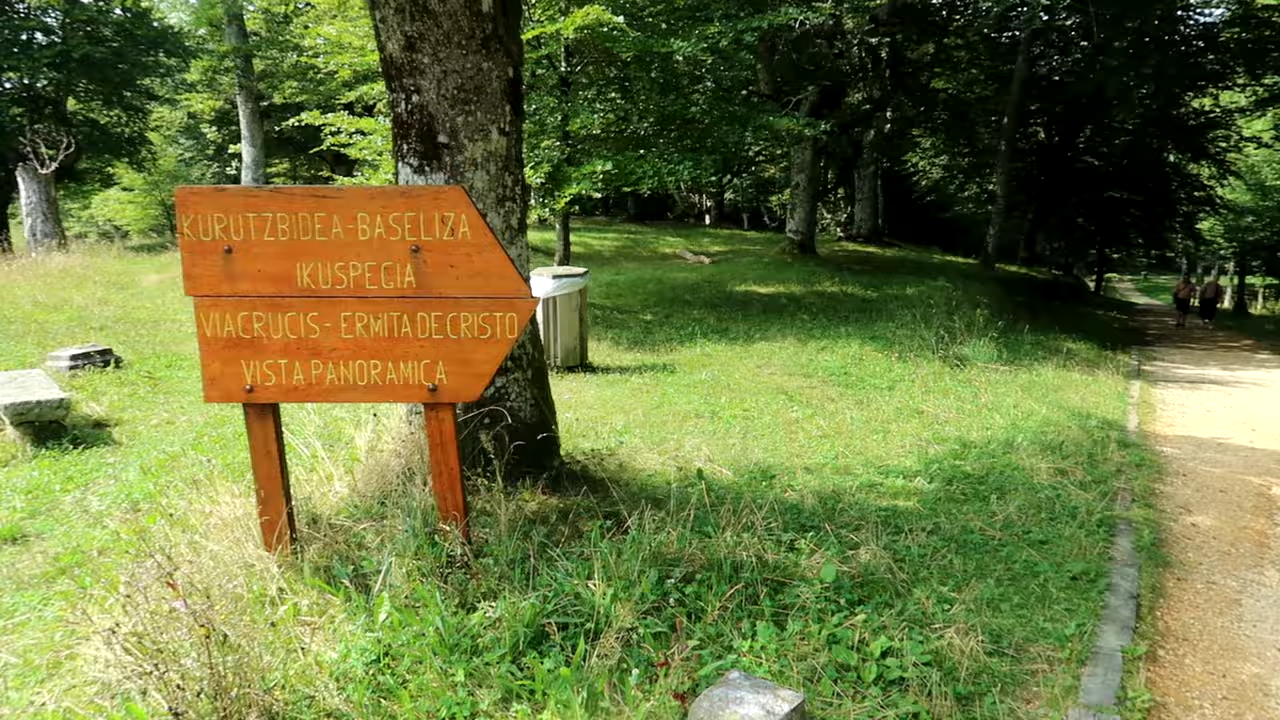 KURUTZBIDEA-BASELIZA
IKUSPEGIA
VIACRUCIS - ERMITA DE CRISTO
VISTA PANORAMICA